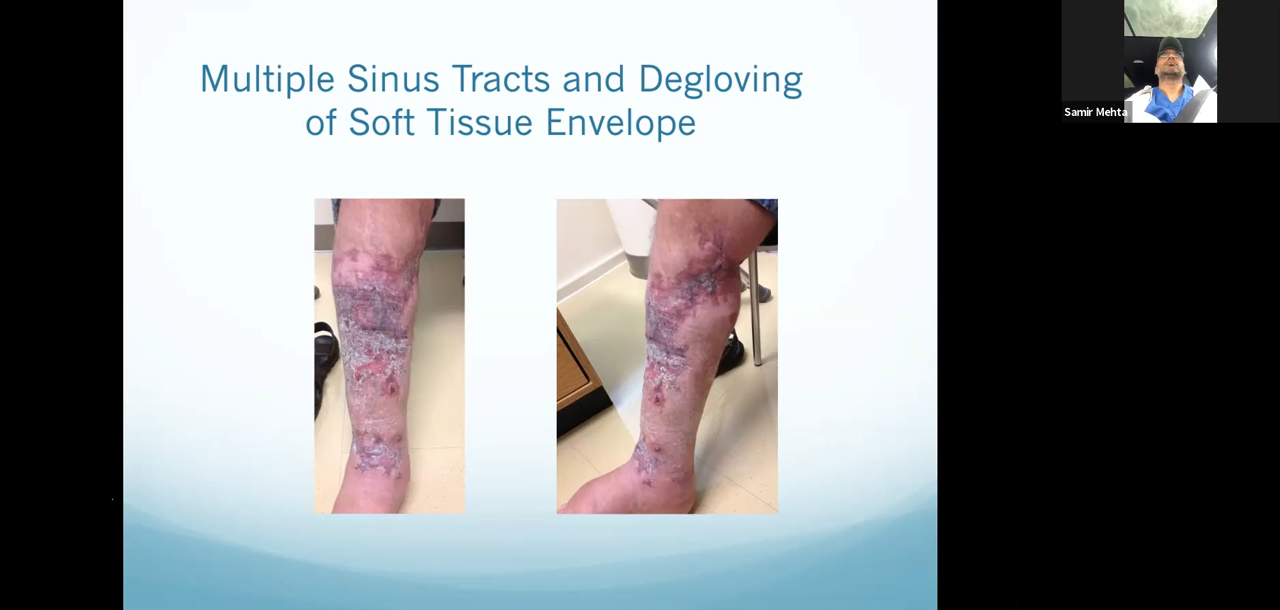 Multiple Sinus Tracts and Degloving
of Soft Tissue Envelope
Samir Mehta